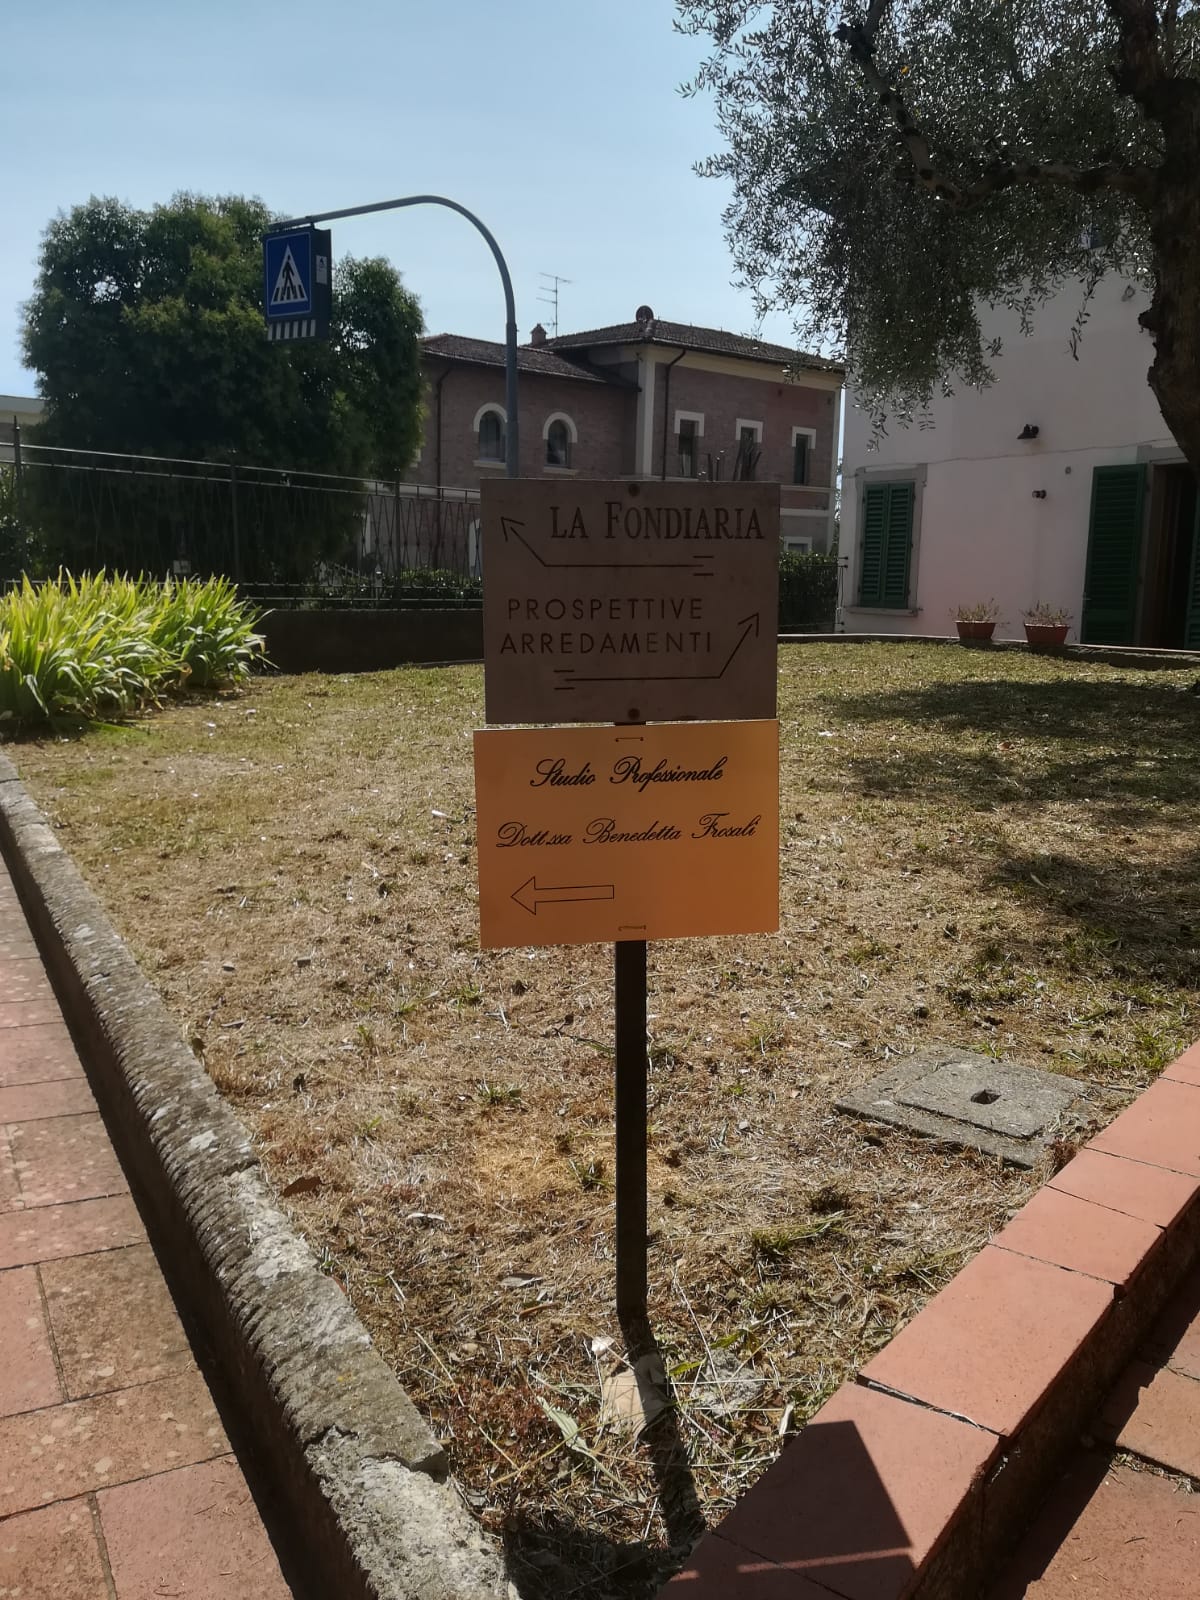 LA FONDIARIA
PROSPETTIVE
ARREDAMENTI
Studio Professionale
Dott.ssa Benedetta Frosali